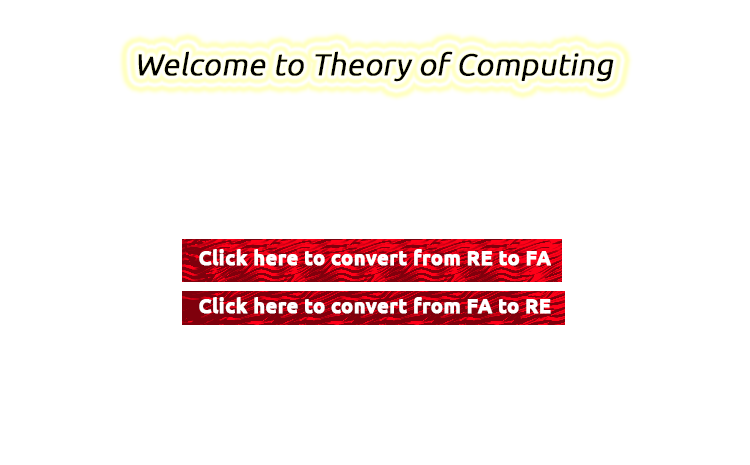 Welcome to Theory of Computing
Click here to convert from RE to FA
Click here to convert from FA to RE